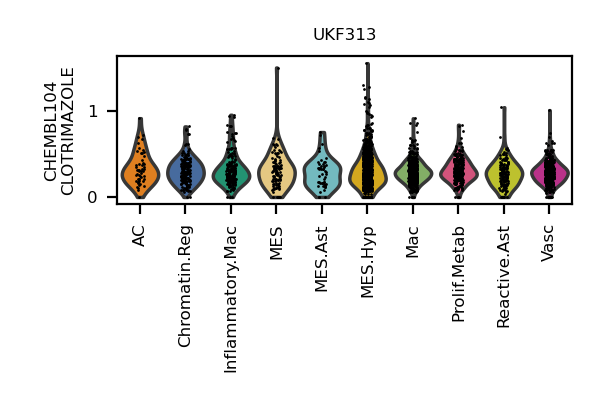 UKF313
CHEMBL104
CLOTRIMAZOLE
1
0
AC
Chromatin.Reg
Inflammatory.Mac
MES
MES.Ast
MES.Hyp
Mac
Prolif.Metab
Reactive.Ast
Vasc